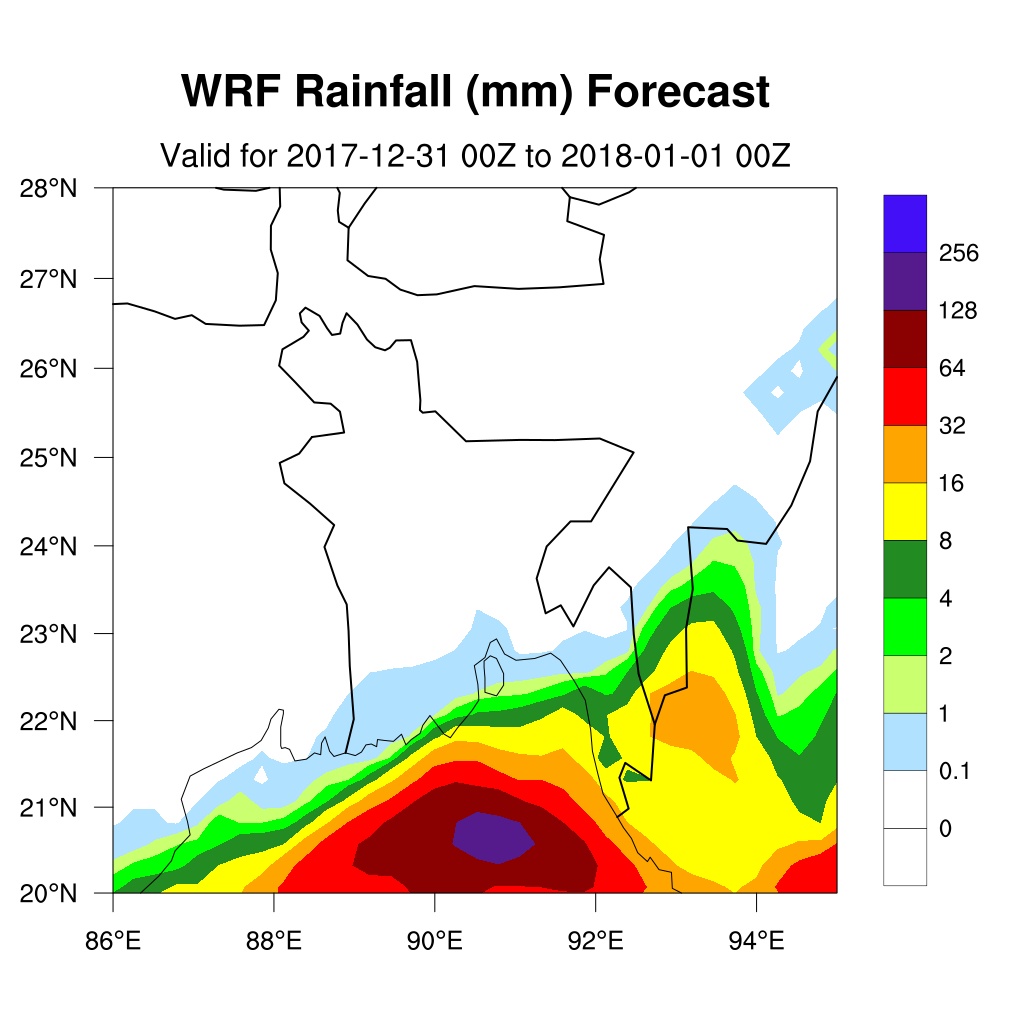 WRF Rainfall (mm) Forecast
Valid for 2017-12-31 00Z to 2018-01-01 00Z
28°N
27°N
26°N
25°N
24°N
23°N
22°N
21°N
20°N
86°E 88°E 90°E 92°E 94°E
256
128
64
32
16
8
4
2
1
0.1
0